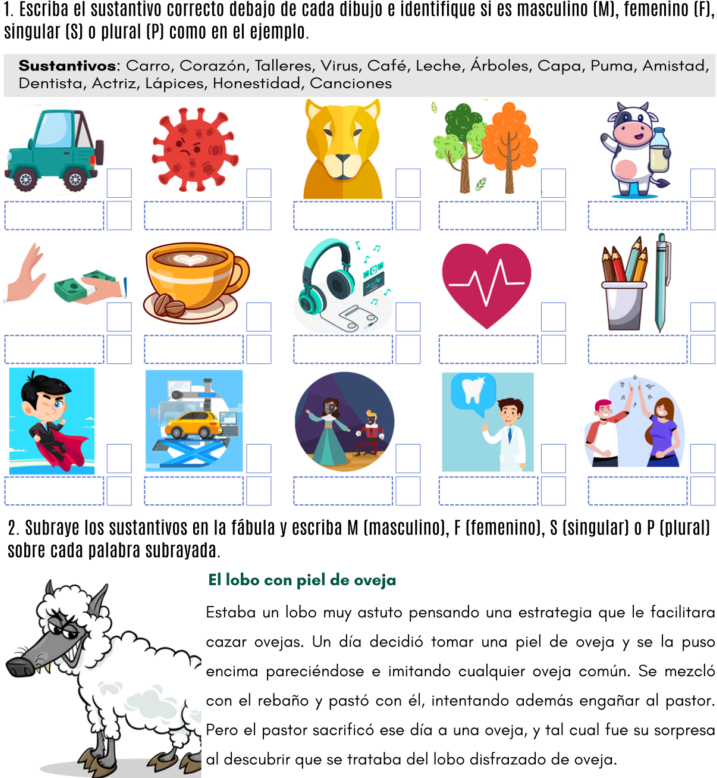 1. Escriba el sustantivo correcto debajo de cada dibujo e identifique si es masculino (M), femenino (F),
singular (S) o plural (P) como en el ejemplo.
Sustantivos: Carro, Corazón, Talleres, Virus, Café, Leche, Árboles, Capa, Puma, Amistad,
Dentista, Actriz, Lápices, Honestidad, Canciones
2. Subraye los sustantivos en la fábula y escriba M (masculino), F (femenino), S (singular) o P (plural)
sobre cada palabra subrayada.
El lobo con piel de oveja
Estaba un lobo muy astuto pensando una estrategia que le facilitara
cazar ovejas. Un día decidió tomar una piel de oveja y se la puso
encima pareciéndose e imitando cualquier oveja común. Se mezcló
con el rebaño y pastó con él, intentando además engañar al pastor.
Pero el pastor sacrificó ese día a una oveja, y tal cual fue su sorpresa
al descubrir que se trataba del lobo disfrazado de oveja.